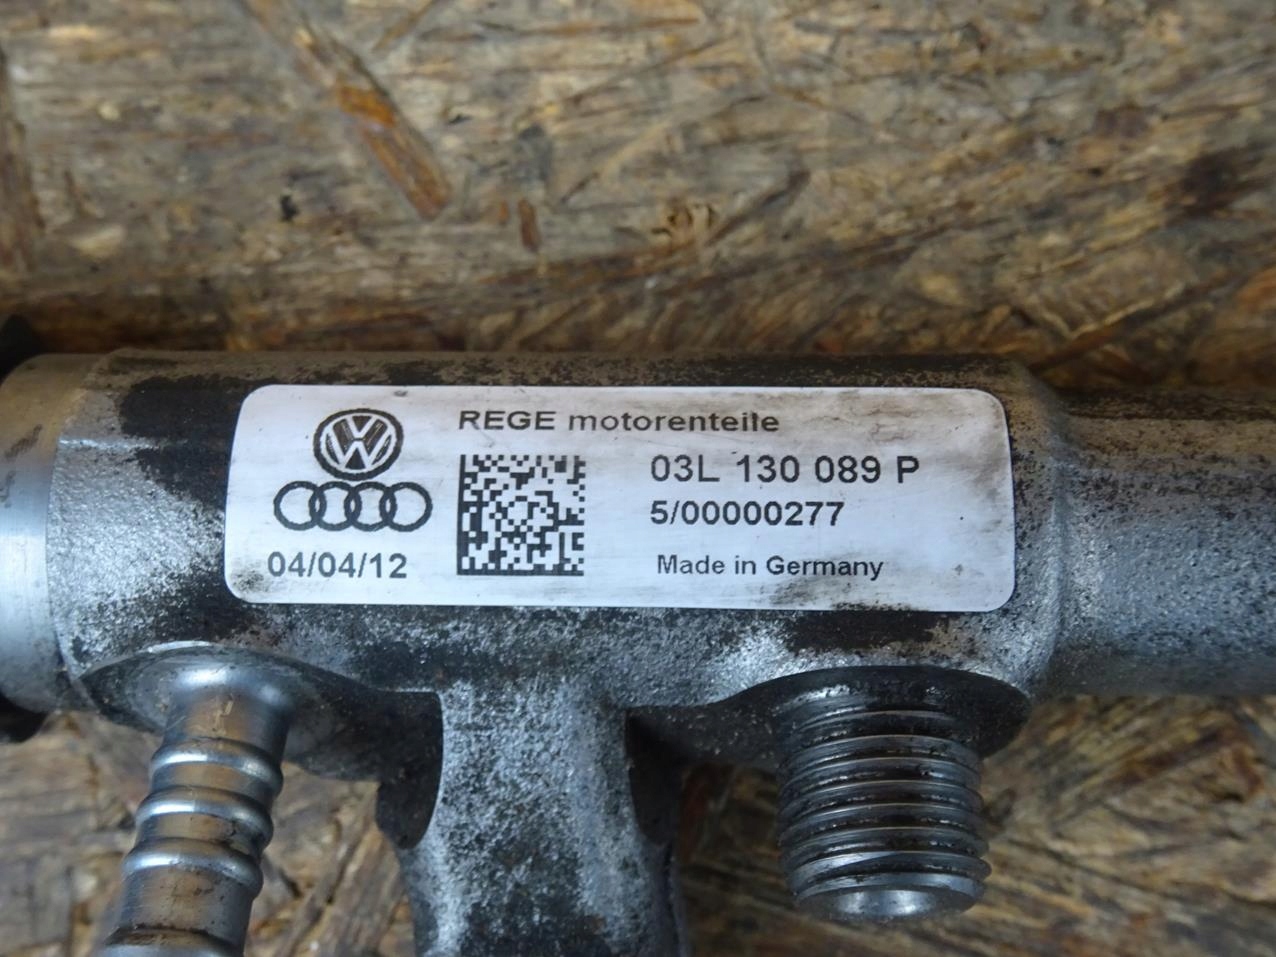 REGE motorenteile
03L 130 089 P
5/00000277
04/04/12
Made in Germany